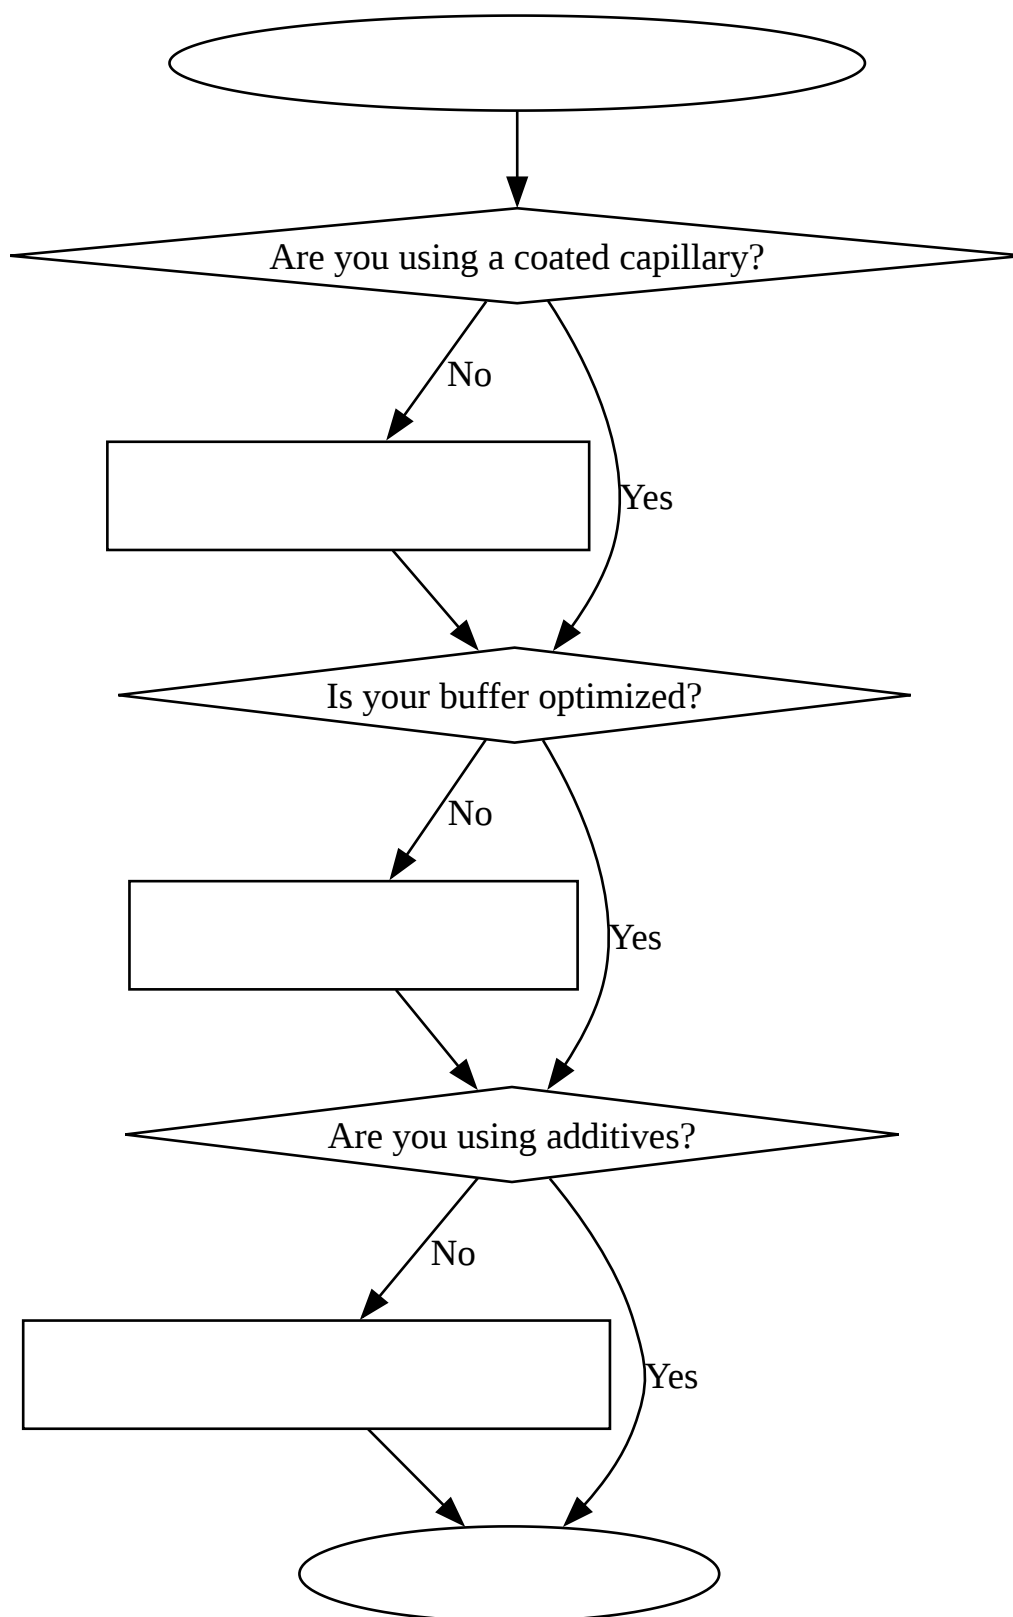 Are you using a coated capillary?
No
Yes
Is your buffer optimized?
No
Yes
Are you using additives?
No
Yes